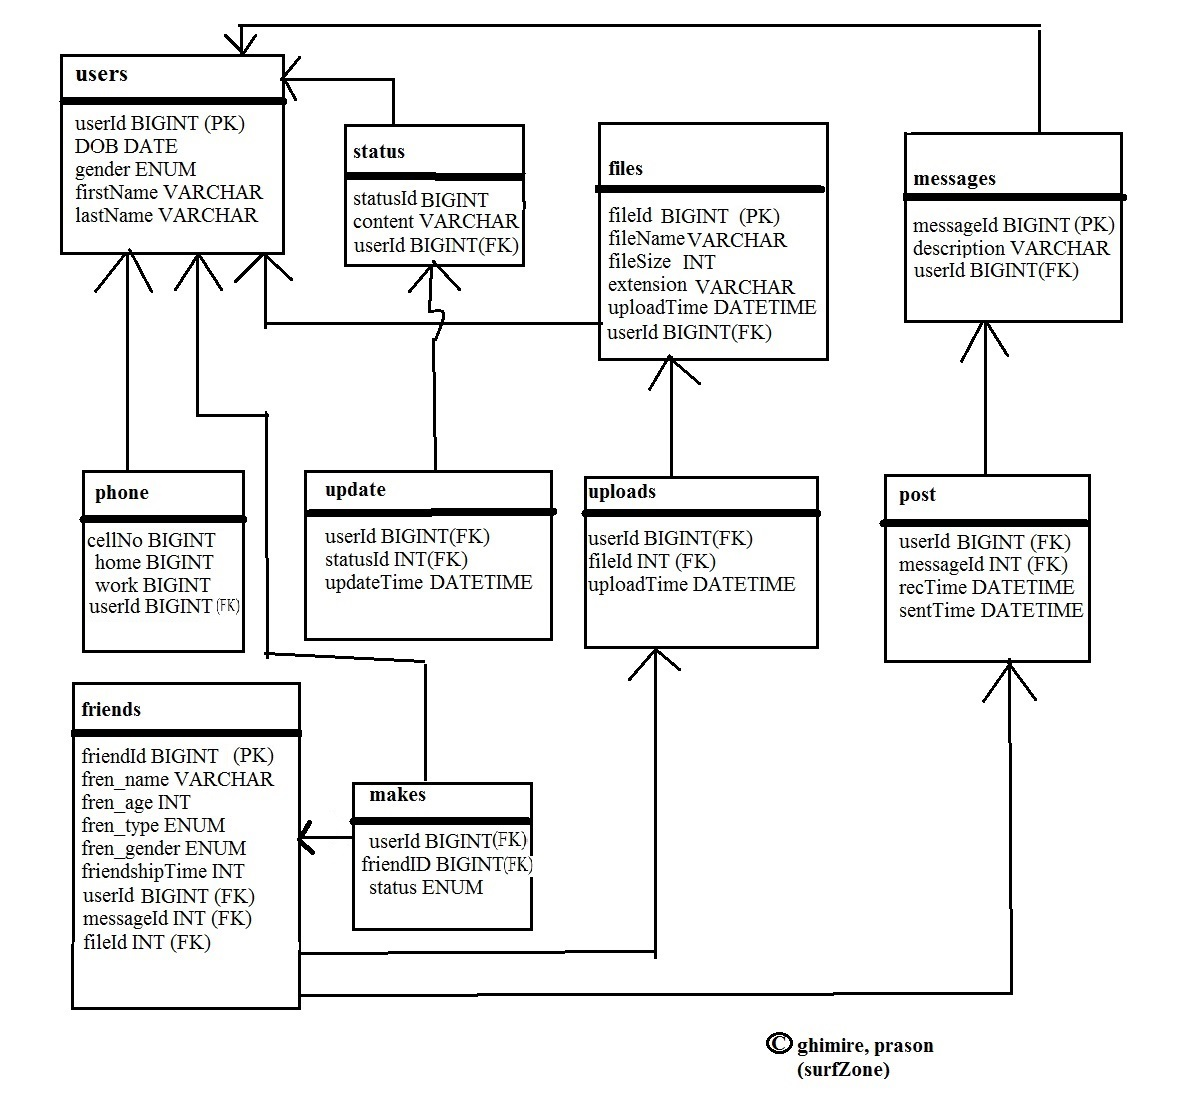 users
userId BIGINT (PK)
DOB DATE
gender ENUM
firstName VARCHAR
lastName VARCHAR
status
statusId BIGINT
content VARCHAR
userId BIGINT(FK)
files
fileId BIGINT (PK)
fileName VARCHAR
fileSize INT
extension VARCHAR
uploadTime DATETIME
userId BIGINT(FK)
messages
messageId BIGINT (PK)
description VARCHAR
userId BIGINT(FK)
phone
cellNo BIGINT
home BIGINT
work BIGINT
userId BIGINT (FK)
update
userId BIGINT(FK)
statusId INT(FK)
updateTime DATETIME
uploads
userId BIGINT(FK)
fileId INT (FK)
uploadTime DATETIME
post
userId BIGINT (FK)
messageId INT (FK)
recTime DATETIME
sentTime DATETIME
friends
friendId BIGINT (PK)
fren_name VARCHAR
fren_age INT
fren_type ENUM
fren_gender ENUM
friendshipTime INT
userId BIGINT (FK)
messageId INT (FK)
fileId INT (FK)
makes
userId BIGINT(FK)
friendID BIGINT(FK)
status ENUM
© ghimire, prason
(surfZone)